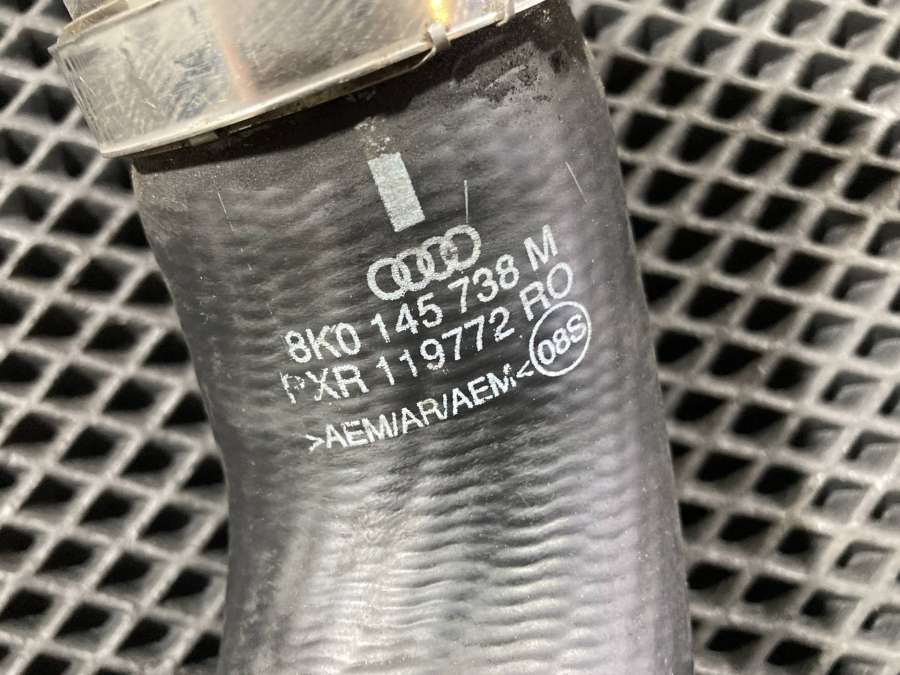 8K0 145 738 M
PXR 119772 RO
>AEM/AR/AEM< 08S